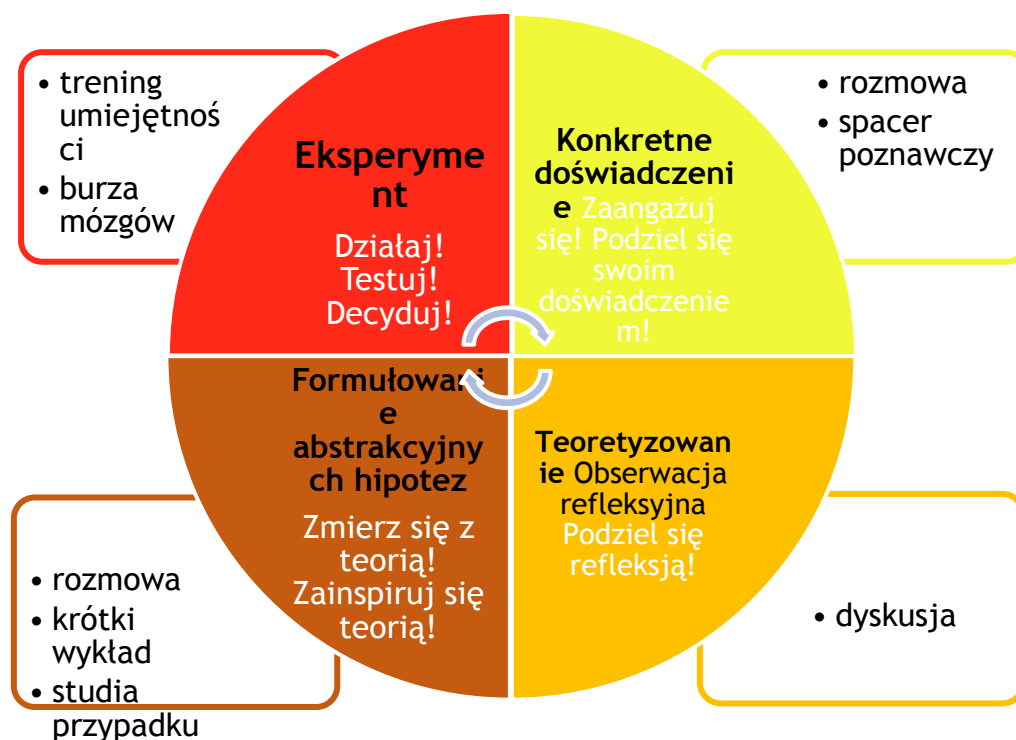 • trening
umiejętnoś
ci
• burza
mózgów
Eksperyme
nt
Działaj!
Testuj!
Decyduj!
Konkretne
doświadczeni
e Zaangażuj
się! Podziel się
swoim
doświadczenie
m!
• rozmowa
• spacer
poznawczy
Formułowani
e
abstrakcyjny
ch hipotez
Zmierz się z
teorią!
Zainspiruj się
teorią!
• rozmowa
• krótki
wykład
• studia
przypadku
Teoretyzowan
ie Obserwacja
refleksyjna
Podziel się
refleksją!
• dyskusja